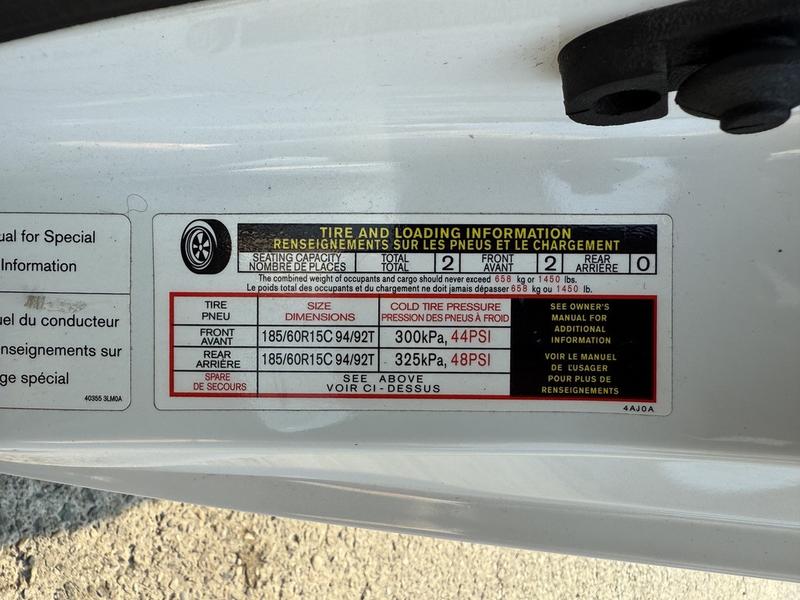 ual for Special
Information
uel du conducteur
nseignements sur
ge spécial
40355 3LM0A
TIRE AND LOADING INFORMATION
RENSEIGNEMENTS SUR LES PNEUS ET LE CHARGEMENT
SEATING CAPACITY TOTAL 2 FRONT 2 REAR 0
NOMBRE DE PLACES TOTAL AVANT ARRIÈRE
The combined weight of occupants and cargo should never exceed 658 kg or 1450 lbs.
Le poids total des occupants et du chargement ne doit jamais dépasser 658 kg ou 1450 lb.
TIRE SIZE COLD TIRE PRESSURE
PNEU DIMENSIONS PRESSION DES PNEUS À FROID
FRONT 185/60R15C 94/92T 300kPa, 44PSI
AVANT
REAR 185/60R15C 94/92T 325kPa, 48PSI
ARRIÈRE
SPARE SEE ABOVE
DE SECOURS VOIR CI-DESSUS
SEE OWNER'S
MANUAL FOR
ADDITIONAL
INFORMATION
VOIR LE MANUEL
DE L'USAGER
POUR PLUS DE
RENSEIGNEMENTS
4AJ0A